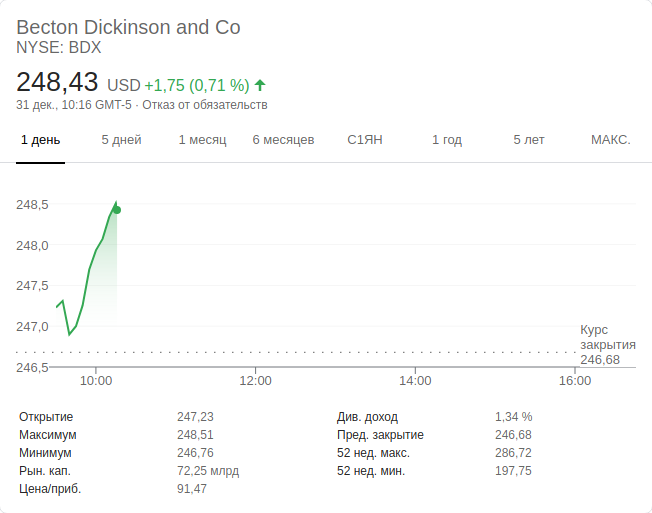 Becton Dickinson and Co
NYSE: BDX
248,43 USD +1,75 (0,71 %)
31 дек., 10:16 GMT-5 · Отказ от обязательств
1 день 5 дней 1 месяц 6 месяцев С1ЯН 1 год 5 лет МАКС.
248,5
248,0
247,5
247,0
246,5
Курс
закрытия
246,68
10:00 12:00 14:00 16:00
Открытие 247,23 Див. доход 1,34 %
Максимум 248,51 Пред. закрытие 246,68
Минимум 246,76 52 нед. макс. 286,72
Рын. кап. 72,25 млрд 52 нед. мин. 197,75
Цена/приб. 91,47